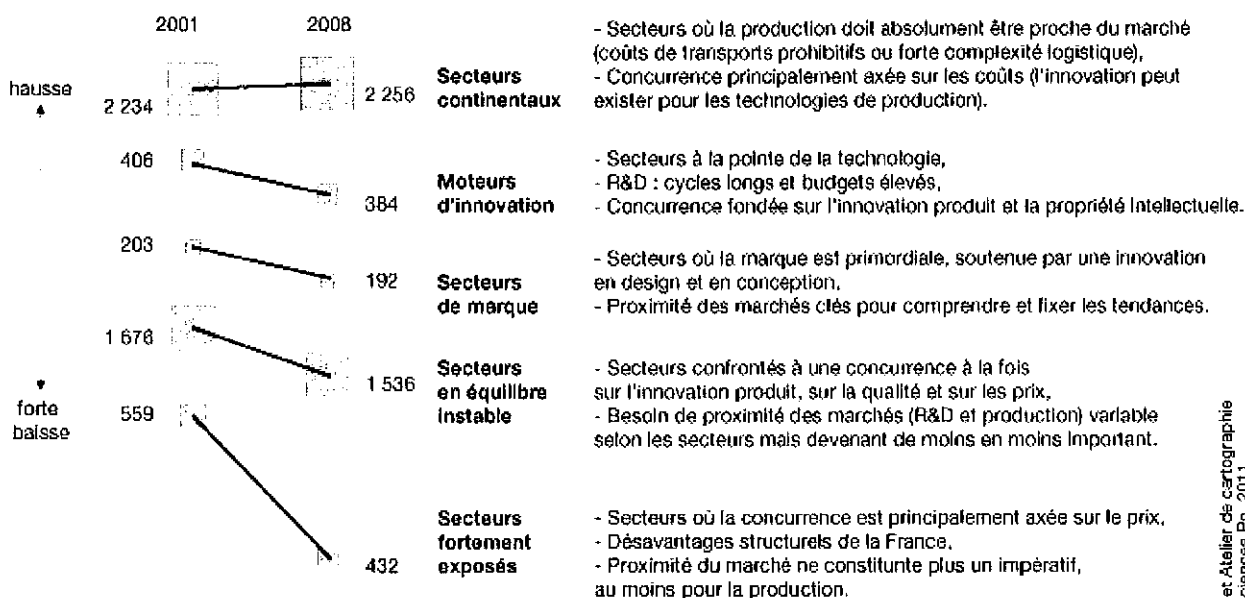 2001 2008
hausse
forte
baisse
2 234
2 256
Secteurs
continentaux
- Secteurs où la production doit absolument être proche du marché
(coûts de transports prohibitifs ou forte complexité logistique),
- Concurrence principalement axée sur les coûts (l'innovation peut
exister pour les technologies de production).
406
384
Moteurs
d'innovation
- Secteurs à la pointe de la technologie,
- R&D : cycles longs et budgets élevés,
- Concurrence fondée sur l'innovation produit et la propriété Intellectuelle.
203
192
Secteurs
de marque
- Secteurs où la marque est primordiale, soutenue par une innovation
en design et en conception,
- Proximité des marchés clés pour comprendre et fixer les tendances.
1 676
1 536
Secteurs
en équilibre
instable
- Secteurs confrontés à une concurrence à la fois
sur l'innovation produit, sur la qualité et sur les prix,
- Besoin de proximité des marchés (R&D et production) variable
selon les secteurs mais devenant de moins en moins important.
559
432
Secteurs
fortement
exposés
- Secteurs où la concurrence est principalement axée sur le prix,
- Désavantages structurels de la France,
- Proximité du marché ne constitunte plus un impératif,
au moins pour la production.
et Atelier de cartographie
Po, 2011